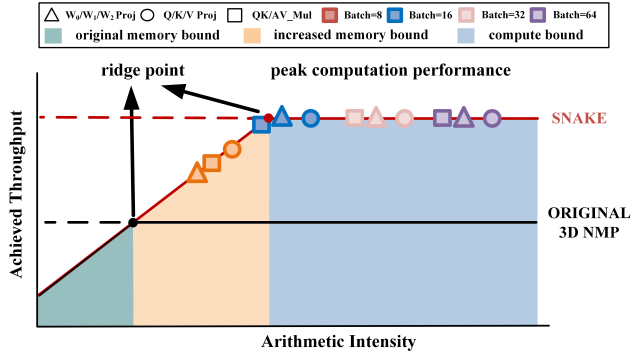 W₀/W₁/W₂ Proj Q/K/V Proj QK/AV_Mul Batch=8 Batch=16 Batch=32 Batch=64
original memory bound increased memory bound compute bound
ridge point peak computation performance
SNAKE
ORIGINAL
3D NMP
Achieved Throughput
Arithmetic Intensity